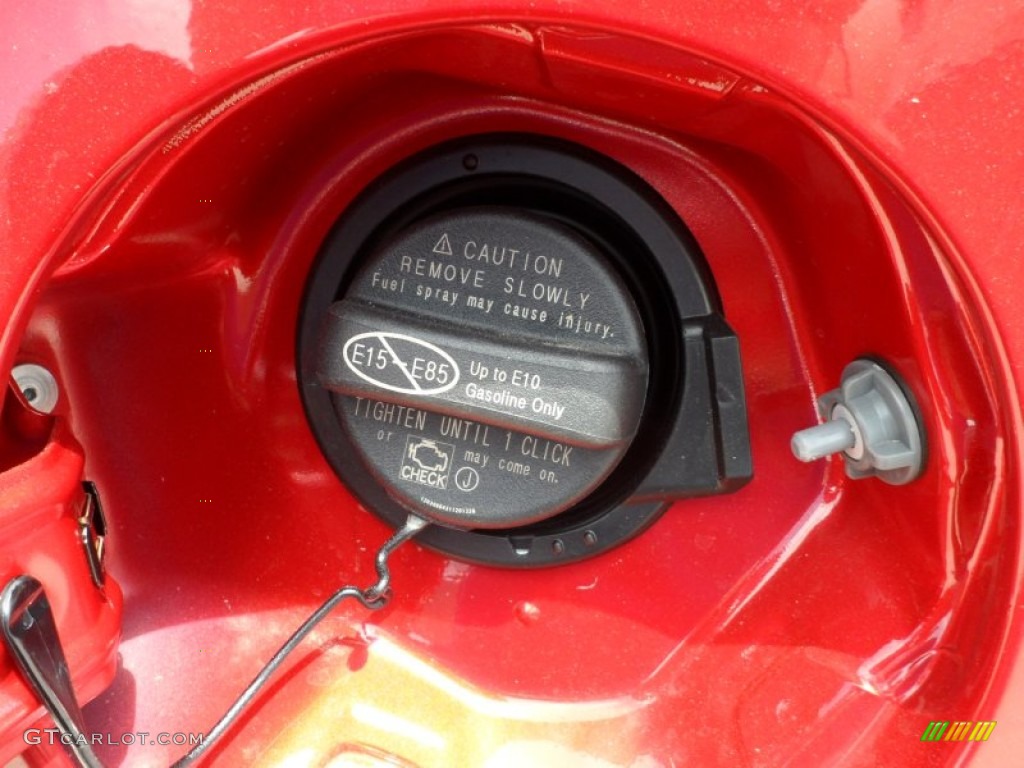 CAUTION
REMOVE SLOWLY
Fuel spray may cause injury.
E15-E85
Up to E10
Gasoline Only
TIGHTEN UNTIL 1 CLICK
or CHECK may come on.
J
GTCARLOT.COM